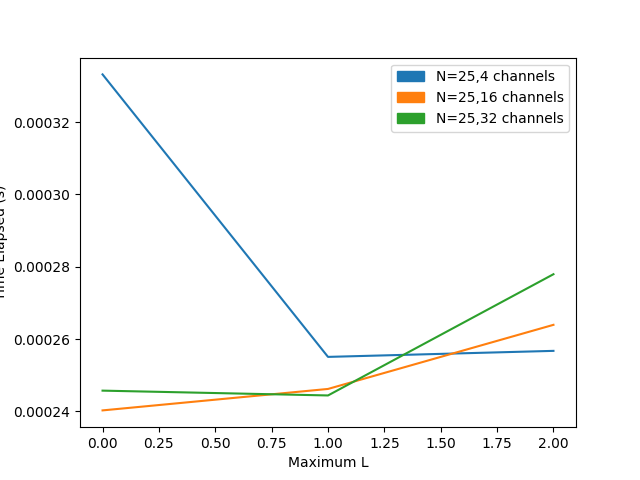 N=25,4 channels
N=25,16 channels
N=25,32 channels
0.00032
0.00030
0.00028
0.00026
0.00024
Elapsed (s)
0.00 0.25 0.50 0.75 1.00 1.25 1.50 1.75 2.00
Maximum L